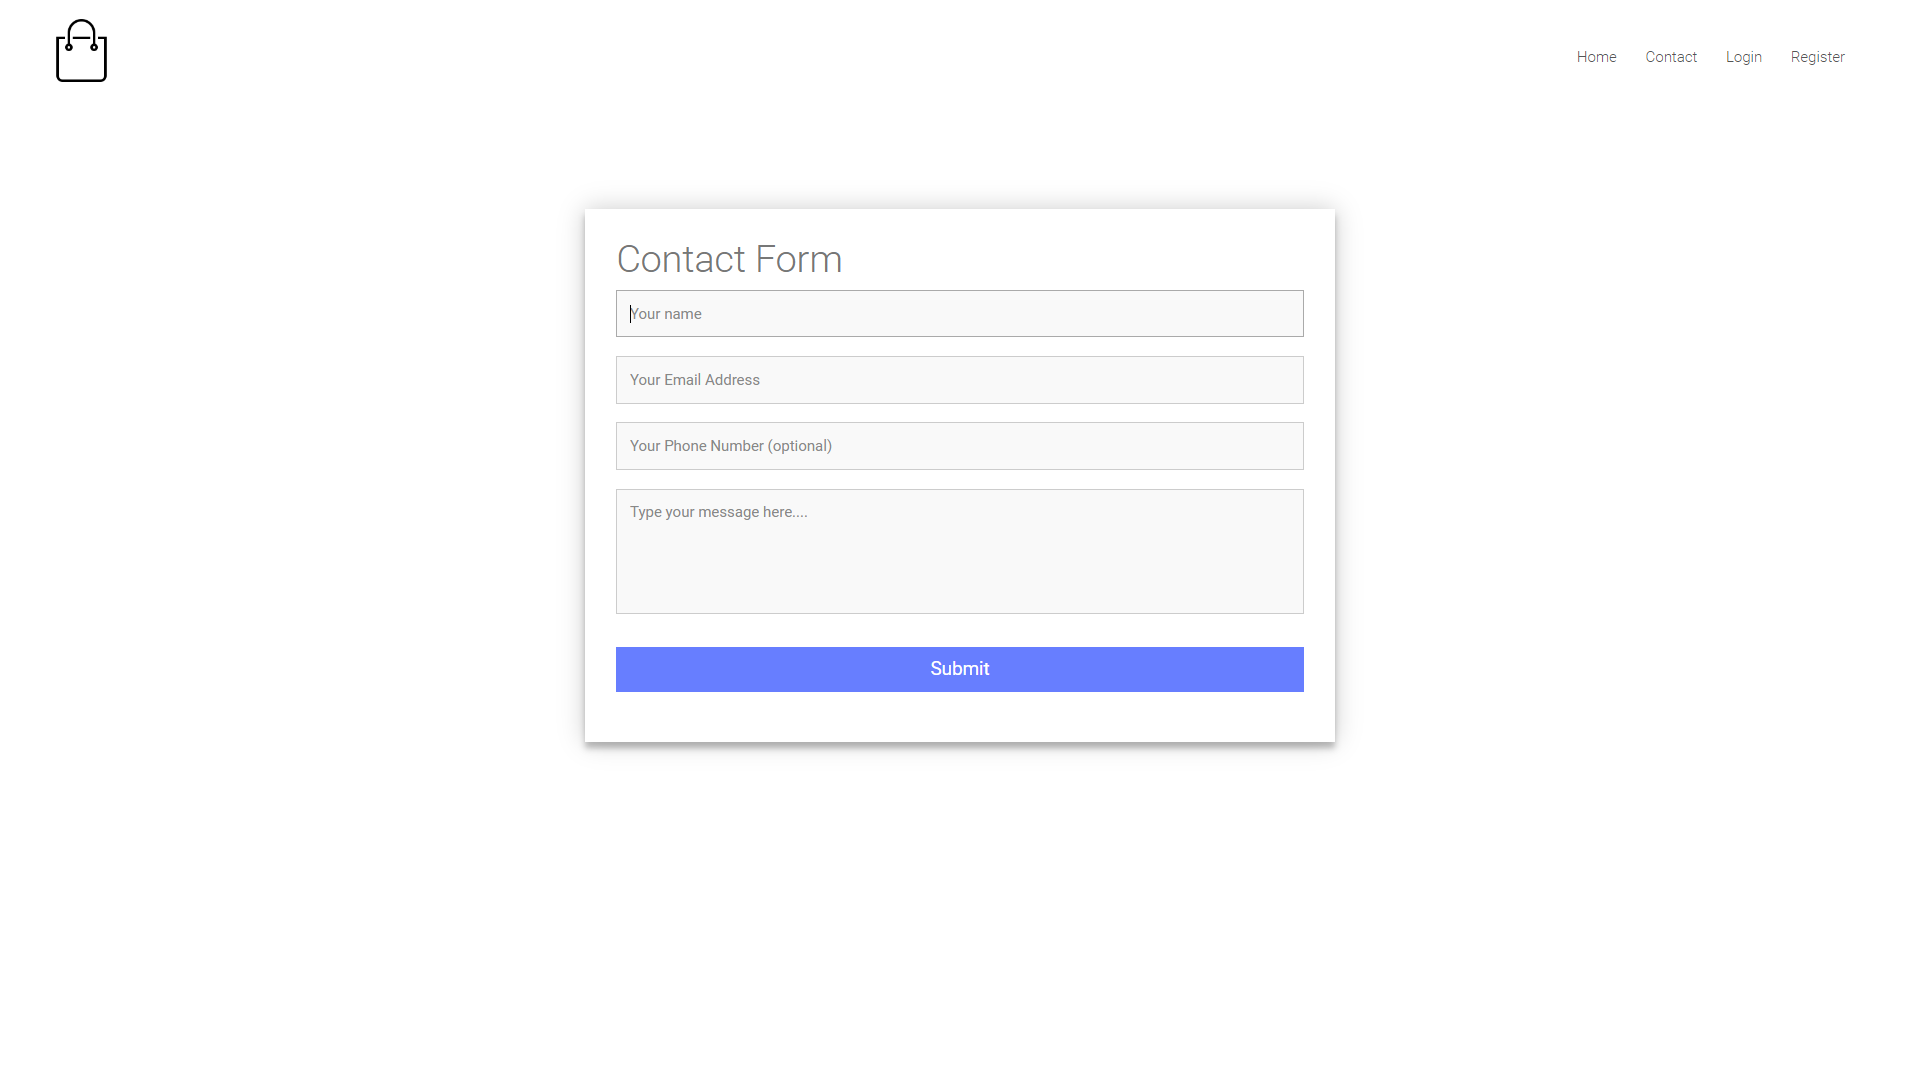 Home Contact Login Register
Contact Form
Your name
Your Email Address
Your Phone Number (optional)
Type your message here....
Submit